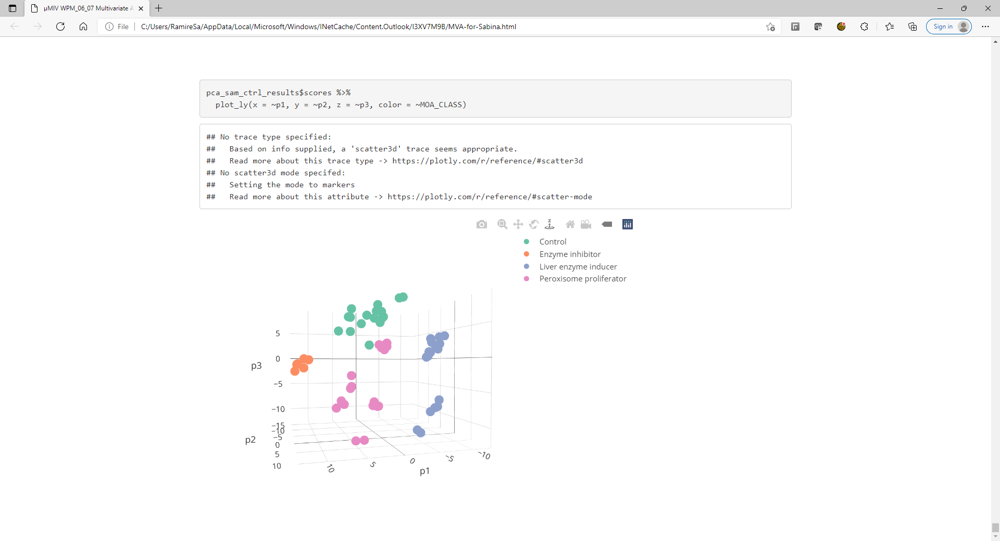 µMIV WPM_06_07 Multivariate A
File
C:/Users/RamireSa/AppData/Local/Microsoft/Windows/INetCache/Content.Outlook/I3XV7M9B/MVA-for-Sabina.html
Sign in
pca_sam_ctrl_results$scores %>%
plot_ly(x = ~p1, y = ~p2, z = ~p3, color = ~MOA_CLASS)
## No trace type specified:
##   Based on info supplied, a 'scatter3d' trace seems appropriate.
##   Read more about this trace type -> https://plotly.com/r/reference/#scatter3d
## No scatter3d mode specifed:
##   Setting the mode to markers
##   Read more about this attribute -> https://plotly.com/r/reference/#scatter-mode
z
Control
Enzyme inhibitor
Liver enzyme inducer
Peroxisome proliferator
5
0
p3
−5
−10
−15
−10
−5
p2
0
5
10
10
5
0
−5
−10
p1